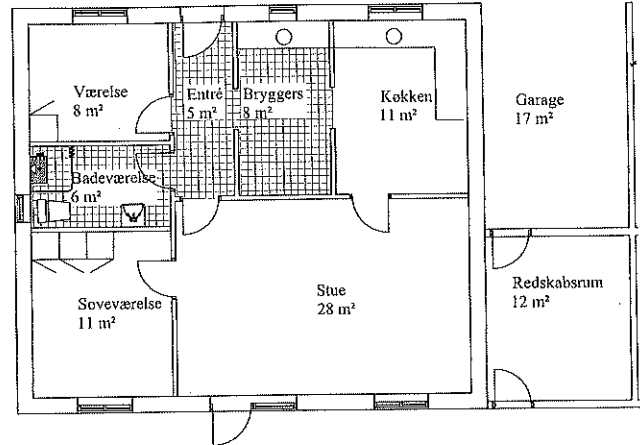 Værelse
8 m²
Entré
5 m²
Bryggers
8 m²
Køkken
11 m²
Garage
17 m²
Badeværelse
6 m²
Soveværelse
11 m²
Stue
28 m²
Redskabsrum
12 m²